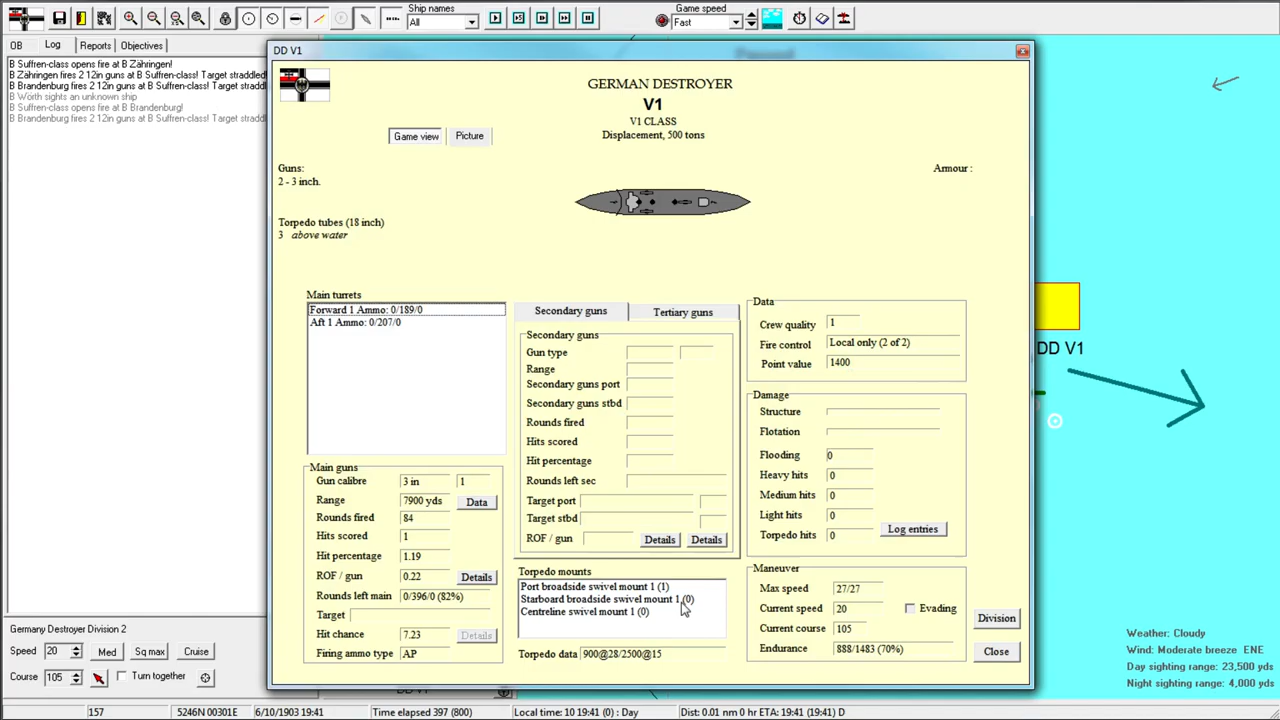 Ship names
All
Game speed
Fast
OB
Log
Reports
Objectives
B Suffren-class opens fire at B Zähringen!
B Zähringen fires 2 12in guns at B Suffren-class! Target straddled!
B Brandenburg fires 2 12in guns at B Suffren-class! Target straddle
B Wörth sights an unknown ship
B Suffren-class opens fire at B Brandenburg!
B Brandenburg fires 2 12in guns at B Suffren-class! Target straddle
DD V1
GERMAN DESTROYER
V1
V1 CLASS
Displacement, 500 tons
Game view
Picture
Guns:
2 - 3 inch.
Armour :
Torpedo tubes (18 inch)
3 above water
Main turrets
Forward 1 Ammo: 0/189/0
Aft 1 Ammo: 0/207/0
Main guns
Gun calibre 3 in 1
Range 7900 yds Data
Rounds fired 84
Hits scored 1
Hit percentage 1.19
ROF / gun 0.22 Details
Rounds left main 0/396/0 (82%)
Target
Hit chance 7.23 Details
Firing ammo type AP
Secondary guns
Tertiary guns
Secondary guns
Gun type
Range
Secondary guns port
Secondary guns stbd
Rounds fired
Hits scored
Hit percentage
Rounds left sec
Target port
Target stbd
ROF / gun Details Details
Torpedo mounts
Port broadside swivel mount 1 (1)
Starboard broadside swivel mount 1 (0)
Centreline swivel mount 1 (0)
Torpedo data 900@28/2500@15
Data
Crew quality 1
Fire control Local only (2 of 2)
Point value 1400
Damage
Structure
Flotation
Flooding 0
Heavy hits 0
Medium hits 0
Light hits 0
Torpedo hits 0
Log entries
Maneuver
Max speed 27/27
Current speed 20 Evading
Current course 105
Endurance 888/1483 (70%)
Division
Close
DD V1
Germany Destroyer Division 2
Speed 20 Med Sq max Cruise
Course 105 Turn together
Weather: Cloudy
Wind: Moderate breeze ENE
Day sighting range: 23,500 yds
Night sighting range: 4,000 yds
157
5246N 00301E
6/10/1903 19:41
Time elapsed 397 (800)
Local time: 10 19:41 (0) : Day
Dist: 0.01 nm 0 hr ETA: 19:41 (19:41) D